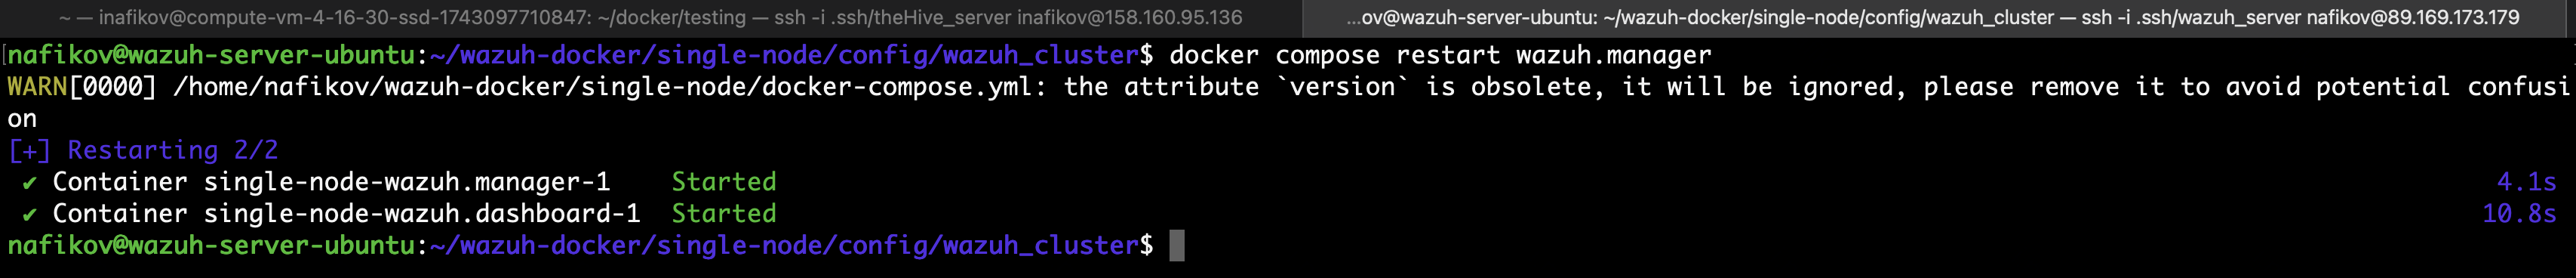 ~ — inafikov@compute-vm-4-16-30-ssd-1743097710847: ~/docker/testing — ssh -i .ssh/theHive_server inafikov@158.160.95.136
...ov@wazuh-server-ubuntu: ~/wazuh-docker/single-node/config/wazuh_cluster — ssh -i .ssh/wazuh_server nafikov@89.169.173.179
nafikov@wazuh-server-ubuntu:~/wazuh-docker/single-node/config/wazuh_cluster$ docker compose restart wazuh.manager
WARN[0000] /home/nafikov/wazuh-docker/single-node/docker-compose.yml: the attribute `version` is obsolete, it will be ignored, please remove it to avoid potential confusi
on
[+] Restarting 2/2
✔ Container single-node-wazuh.manager-1 Started 4.1s
✔ Container single-node-wazuh.dashboard-1 Started 10.8s
nafikov@wazuh-server-ubuntu:~/wazuh-docker/single-node/config/wazuh_cluster$